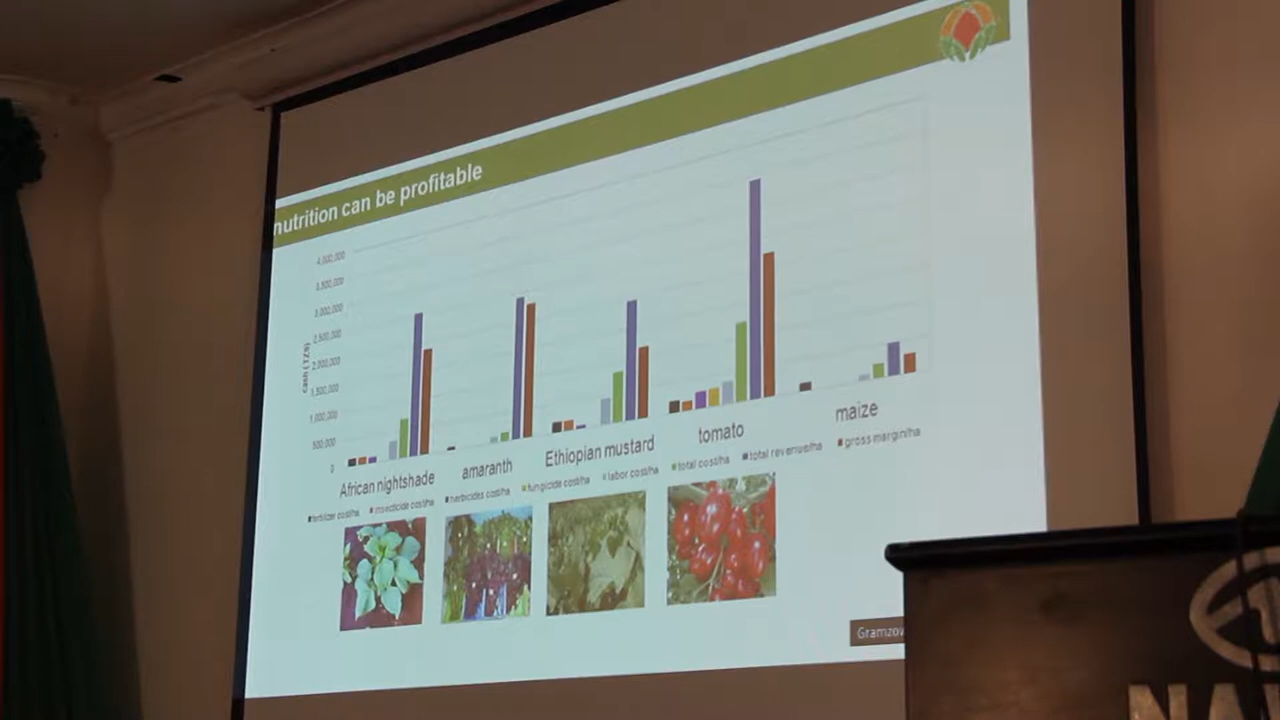 nutrition can be profitable
cash (TZS)
4,000,000
3,500,000
3,000,000
2,500,000
2,000,000
1,500,000
1,000,000
500,000
0
African nightshade
amaranth
Ethiopian mustard
tomato
maize
fertilizer cost/ha
insecticide cost/ha
herbicides cost/ha
fungicide cost/ha
labor cost/ha
total cost/ha
total revenue/ha
gross margin/ha
Gramzow
NA